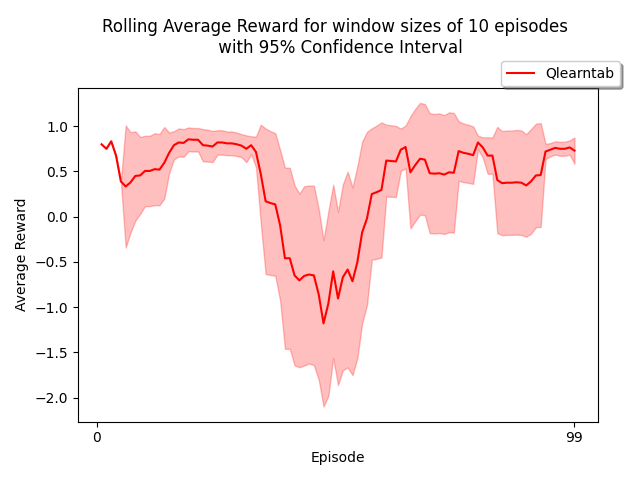 Rolling Average Reward for window sizes of 10 episodes
with 95% Confidence Interval
Qlearntab
1.0
0.5
0.0
−0.5
−1.0
−1.5
−2.0
Average Reward
0
99
Episode